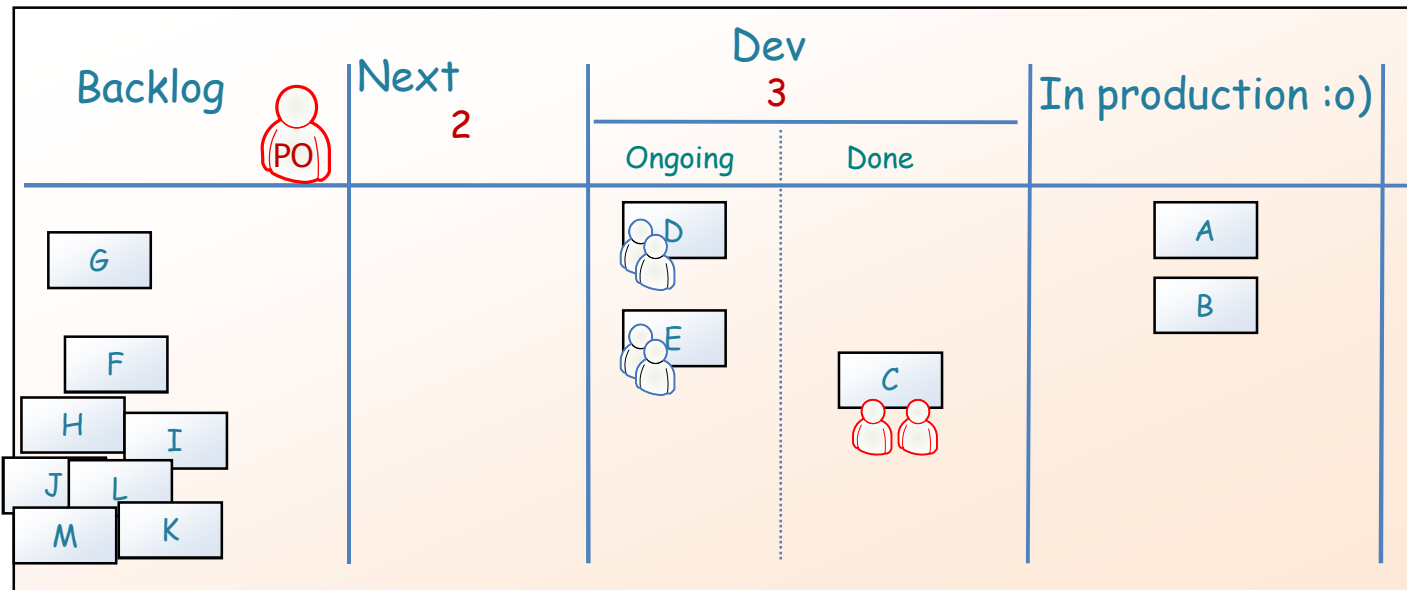 Backlog
PO
Next
2
Dev
3
Ongoing
Done
In production :o)
G
F
H
I
J
L
M
K
D
E
C
A
B